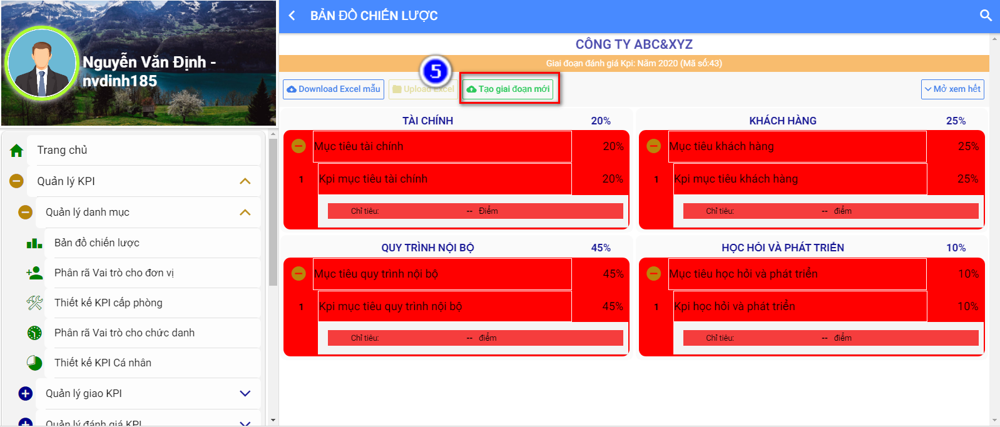 Nguyễn Văn Định -
nvdinh185
Trang chủ
Quản lý KPI
Quản lý danh mục
Bản đồ chiến lược
Phân rã Vai trò cho đơn vị
Thiết kế KPI cấp phòng
Phân rã Vai trò cho chức danh
Thiết kế KPI Cá nhân
Quản lý giao KPI
Quản lý đánh giá KPI
BẢN ĐỒ CHIẾN LƯỢC
CÔNG TY ABC&XYZ
Giai đoạn đánh giá Kpi: Năm 2020 (Mã số:43)
5
Download Excel mẫu Upload Excel Tạo giai đoạn mới Mở xem hết
TÀI CHÍNH 20%
Mục tiêu tài chính 20%
1 Kpi mục tiêu tài chính 20%
Chỉ tiêu: -- Điểm
KHÁCH HÀNG 25%
Mục tiêu khách hàng 25%
1 Kpi mục tiêu khách hàng 25%
Chỉ tiêu: -- điểm
QUY TRÌNH NỘI BỘ 45%
Mục tiêu quy trình nội bộ 45%
1 Kpi mục tiêu quy trình nội bộ 45%
Chỉ tiêu: -- điểm
HỌC HỎI VÀ PHÁT TRIỂN 10%
Mục tiêu học hỏi và phát triển 10%
1 Kpi học hỏi và phát triển 10%
Chỉ tiêu: -- điểm